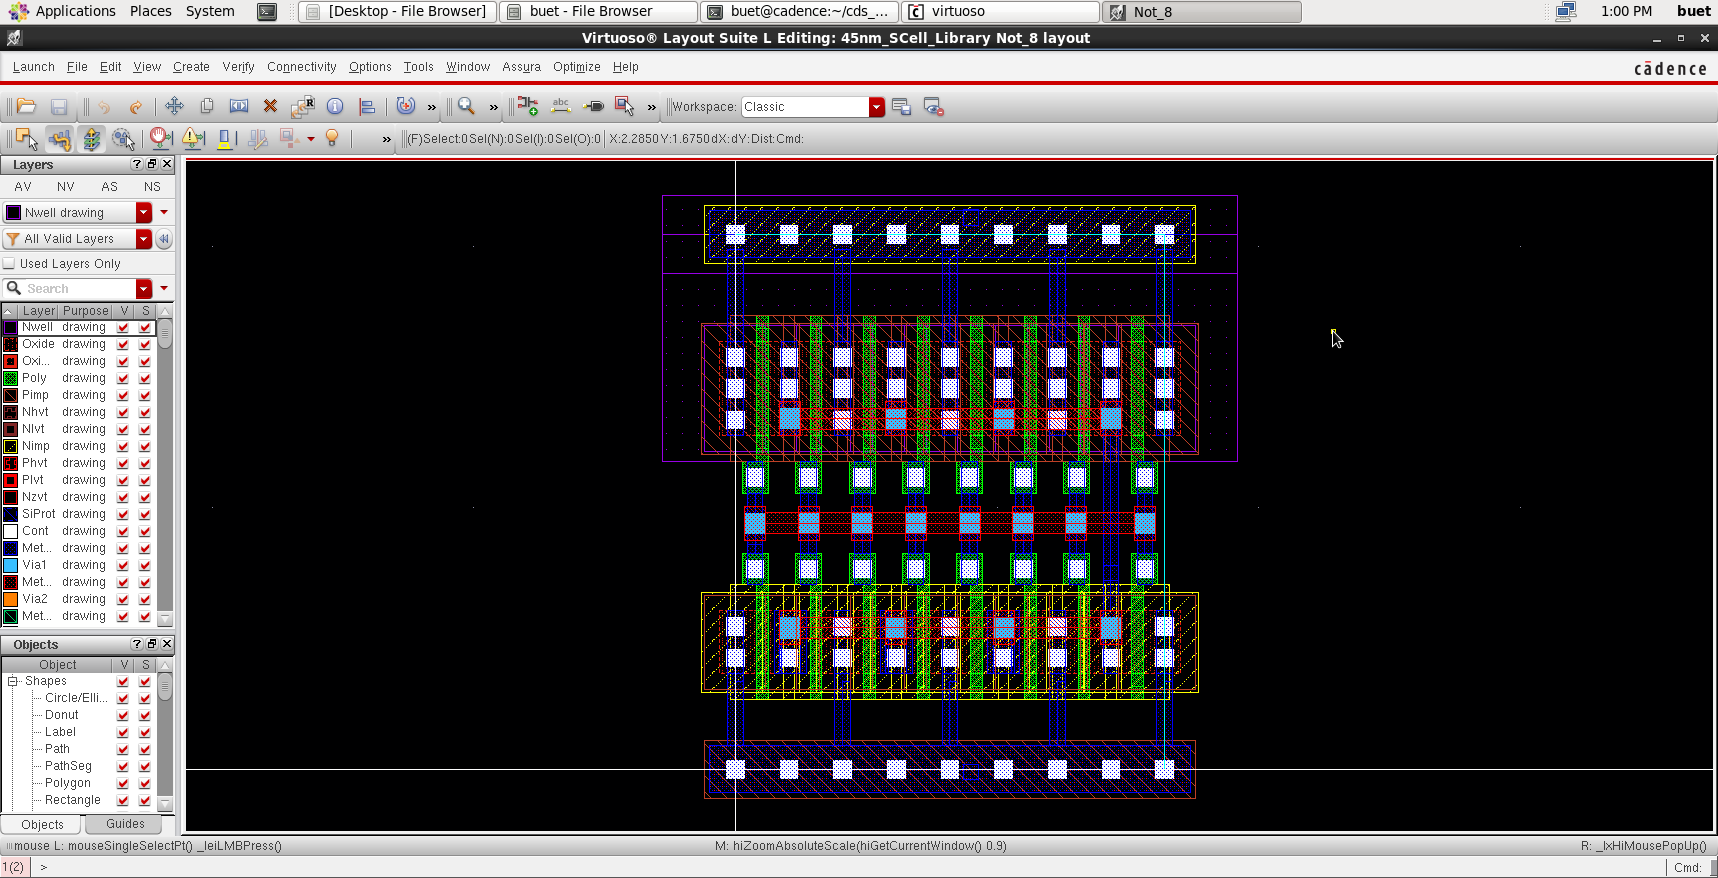 Applications Places System [Desktop - File Browser] buet - File Browser buet@cadence:~/cds_... virtuoso Not_8 1:00 PM buet
Virtuoso® Layout Suite L Editing: 45nm_SCell_Library Not_8 layout
Launch File Edit View Create Verify Connectivity Options Tools Window Assura Optimize Help cādence
R » » abc » Workspace: Classic
» (F)Select:0 Sel(N):0 Sel(I):0 Sel(O):0 X:2.2850 Y:1.6750 dX: dY: Dist: Cmd:
Layers ?
AV NV AS NS
Nwell drawing
All Valid Layers
Used Layers Only
Search
Layer Purpose V S
Nwell drawing
Oxide drawing
Oxi... drawing
Poly drawing
Pimp drawing
Nhvt drawing
Nlvt drawing
Nimp drawing
Phvt drawing
Plvt drawing
Nzvt drawing
SiProt drawing
Cont drawing
Met... drawing
Via1 drawing
Met... drawing
Via2 drawing
Met... drawing
Objects ?
Object V S
Shapes
Circle/Elli...
Donut
Label
Path
PathSeg
Polygon
Rectangle
Objects Guides
mouse L: mouseSingleSelectPt() _leiLMBPress() M: hiZoomAbsoluteScale(hiGetCurrentWindow() 0.9) R: _lxHiMousePopUp()
1(2) > Cmd: